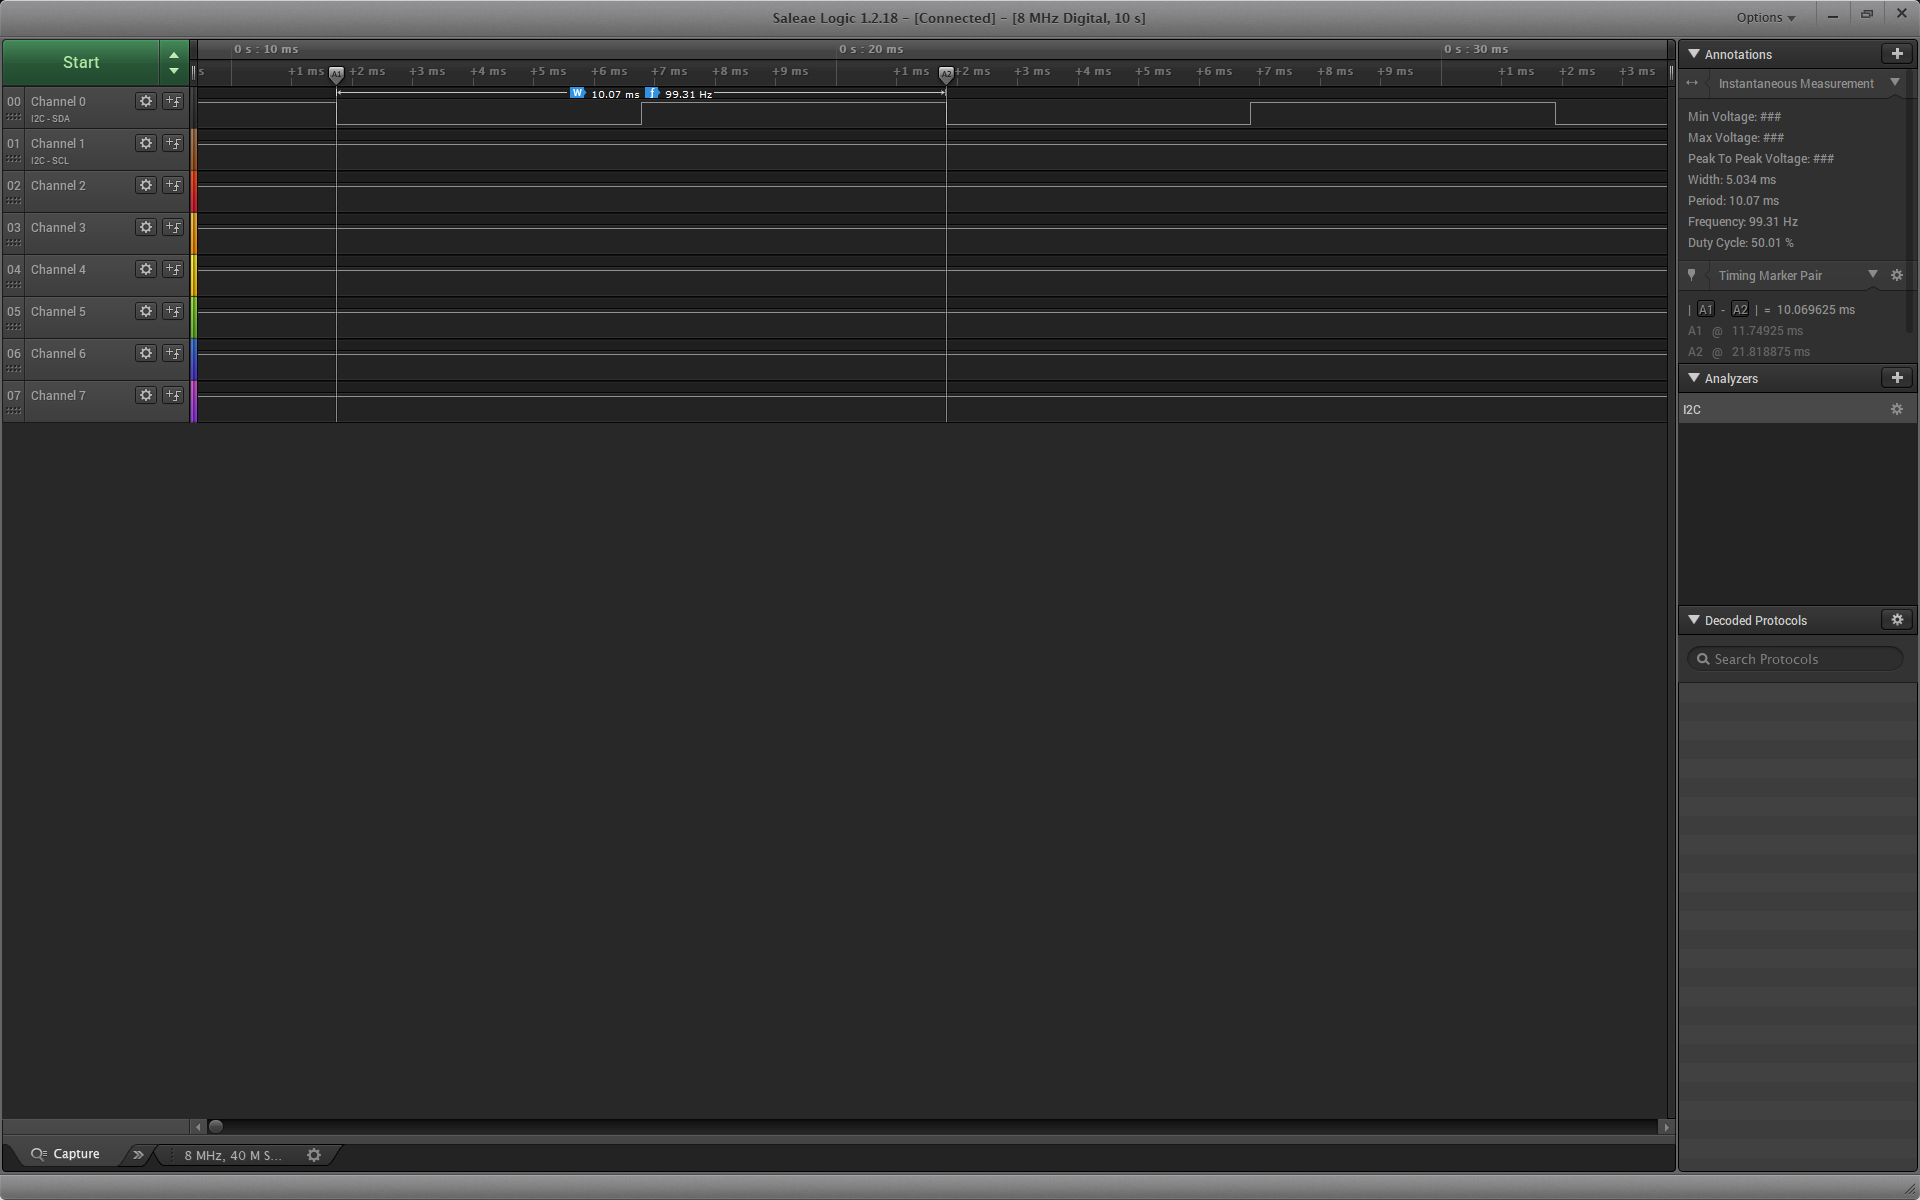 Saleae Logic 1.2.18 - [Connected] - [8 MHz Digital, 10 s]
Options
Start
0 s : 10 ms
0 s : 20 ms
0 s : 30 ms
s
+1 ms
A1
+2 ms
+3 ms
+4 ms
+5 ms
+6 ms
+7 ms
+8 ms
+9 ms
+1 ms
A2
+2 ms
+3 ms
+4 ms
+5 ms
+6 ms
+7 ms
+8 ms
+9 ms
+1 ms
+2 ms
+3 ms
W 10.07 ms f 99.31 Hz
00 Channel 0
I2C - SDA
01 Channel 1
I2C - SCL
02 Channel 2
03 Channel 3
04 Channel 4
05 Channel 5
06 Channel 6
07 Channel 7
Annotations
Instantaneous Measurement
Min Voltage: ###
Max Voltage: ###
Peak To Peak Voltage: ###
Width: 5.034 ms
Period: 10.07 ms
Frequency: 99.31 Hz
Duty Cycle: 50.01 %
Timing Marker Pair
| A1 - A2 | = 10.069625 ms
A1 @ 11.74925 ms
A2 @ 21.818875 ms
Analyzers
I2C
Decoded Protocols
Search Protocols
Capture
8 MHz, 40 M S...